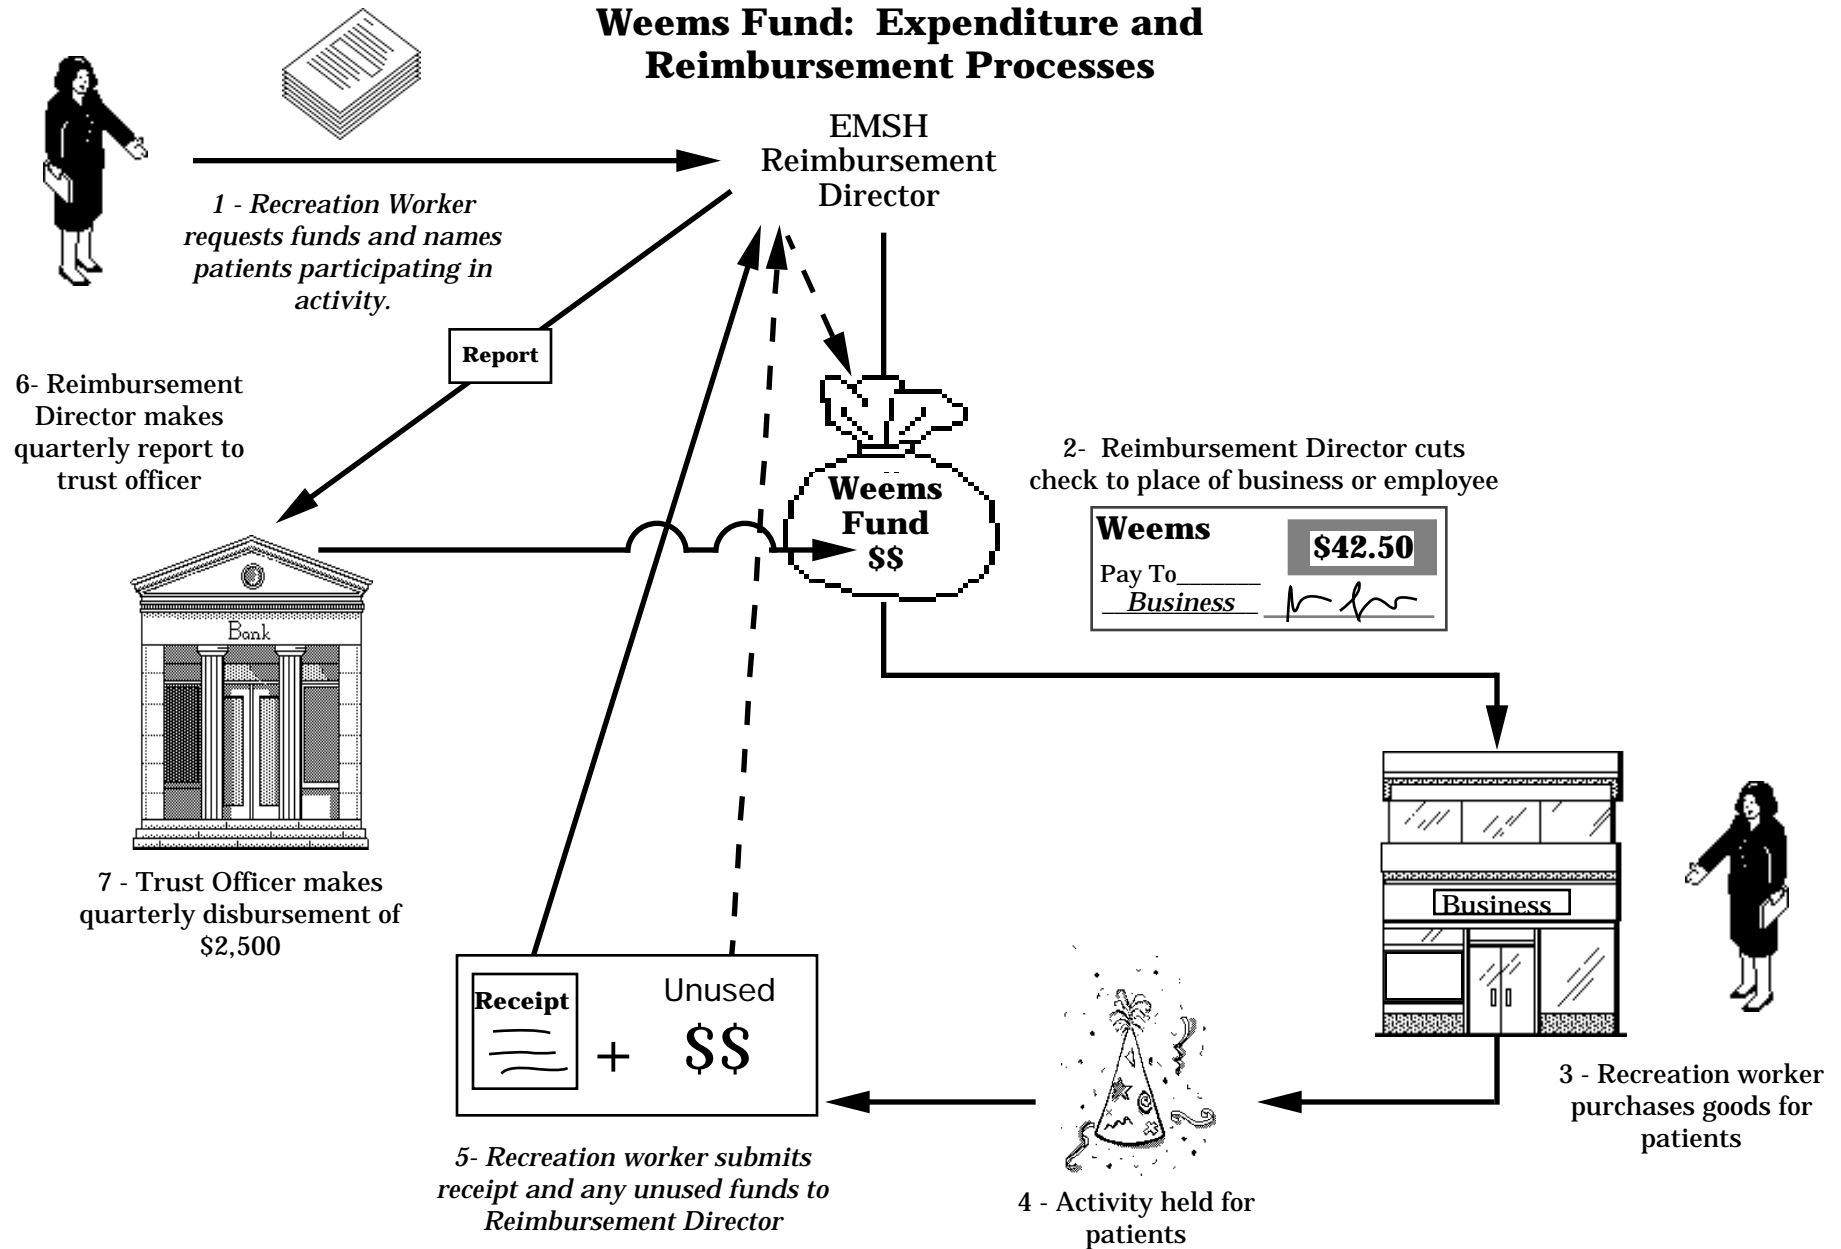 Weems Fund:  Expenditure and
Reimbursement Processes
EMSH
Reimbursement
Director
1 - Recreation Worker
requests funds and names
patients participating in
activity.
Report
6- Reimbursement
Director makes
quarterly report to
trust officer
2-  Reimbursement Director cuts
check to place of business or employee
Weems
Fund
$$
Weems
$42.50
Pay To_______
Business
Bank
7 - Trust Officer makes
quarterly disbursement of
$2,500
Business
Receipt
+
Unused
$$
3 - Recreation worker
purchases goods for
patients
5- Recreation worker submits
receipt and any unused funds to
Reimbursement Director
4 - Activity held for
patients